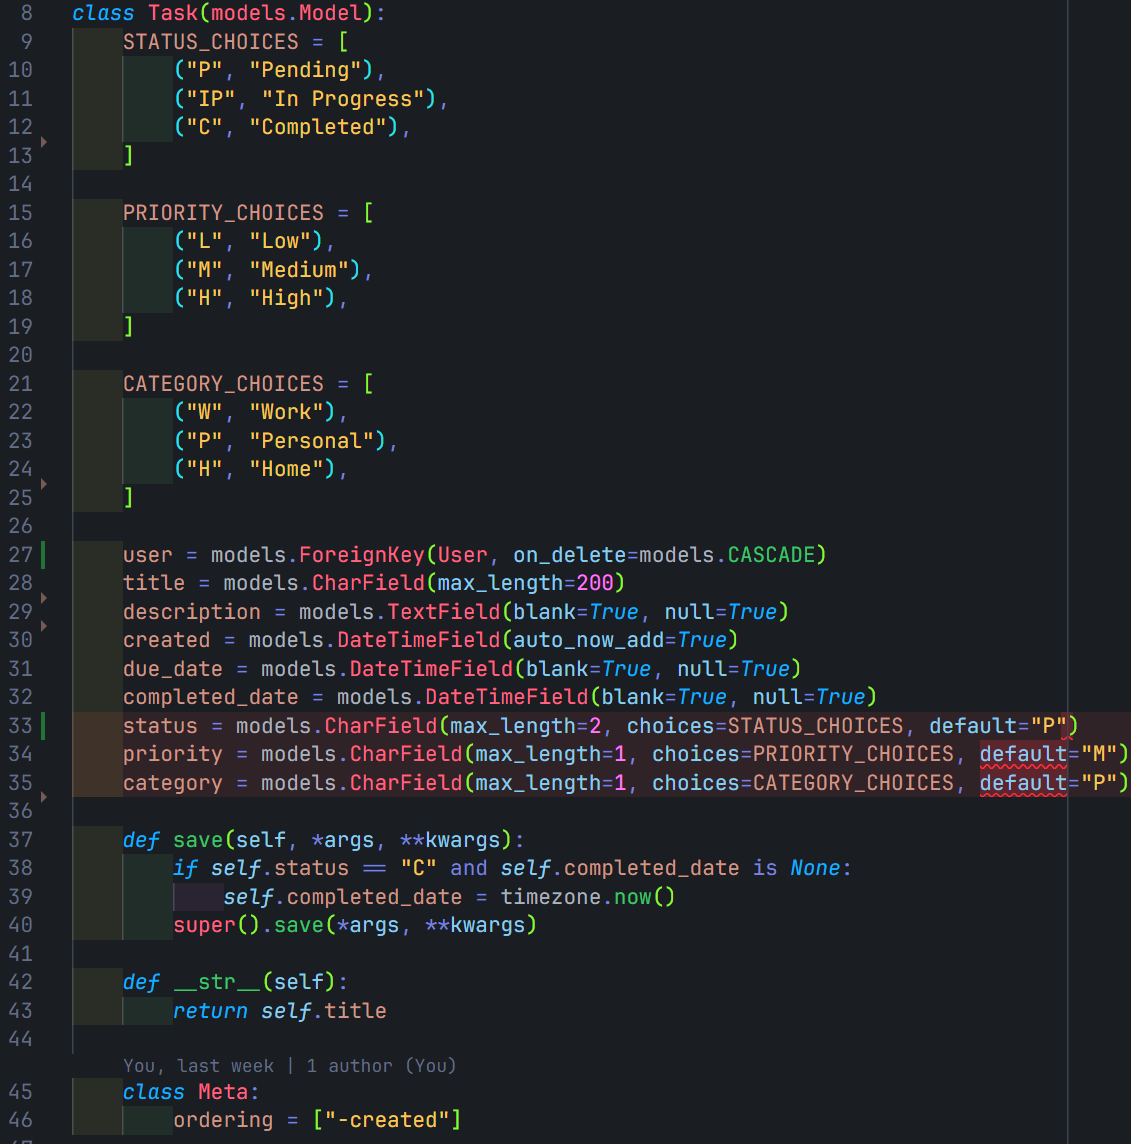 8 class Task(models.Model):
9 STATUS_CHOICES = [
10 ("P", "Pending"),
11 ("IP", "In Progress"),
12 ("C", "Completed"),
13 ]
14
15 PRIORITY_CHOICES = [
16 ("L", "Low"),
17 ("M", "Medium"),
18 ("H", "High"),
19 ]
20
21 CATEGORY_CHOICES = [
22 ("W", "Work"),
23 ("P", "Personal"),
24 ("H", "Home"),
25 ]
26
27 user = models.ForeignKey(User, on_delete=models.CASCADE)
28 title = models.CharField(max_length=200)
29 description = models.TextField(blank=True, null=True)
30 created = models.DateTimeField(auto_now_add=True)
31 due_date = models.DateTimeField(blank=True, null=True)
32 completed_date = models.DateTimeField(blank=True, null=True)
33 status = models.CharField(max_length=2, choices=STATUS_CHOICES, default="P")
34 priority = models.CharField(max_length=1, choices=PRIORITY_CHOICES, default="M")
35 category = models.CharField(max_length=1, choices=CATEGORY_CHOICES, default="P")
36
37 def save(self, *args, **kwargs):
38 if self.status == "C" and self.completed_date is None:
39 self.completed_date = timezone.now()
40 super().save(*args, **kwargs)
41
42 def __str__(self):
43 return self.title
44
You, last week | 1 author (You)
45 class Meta:
46 ordering = ["-created"]